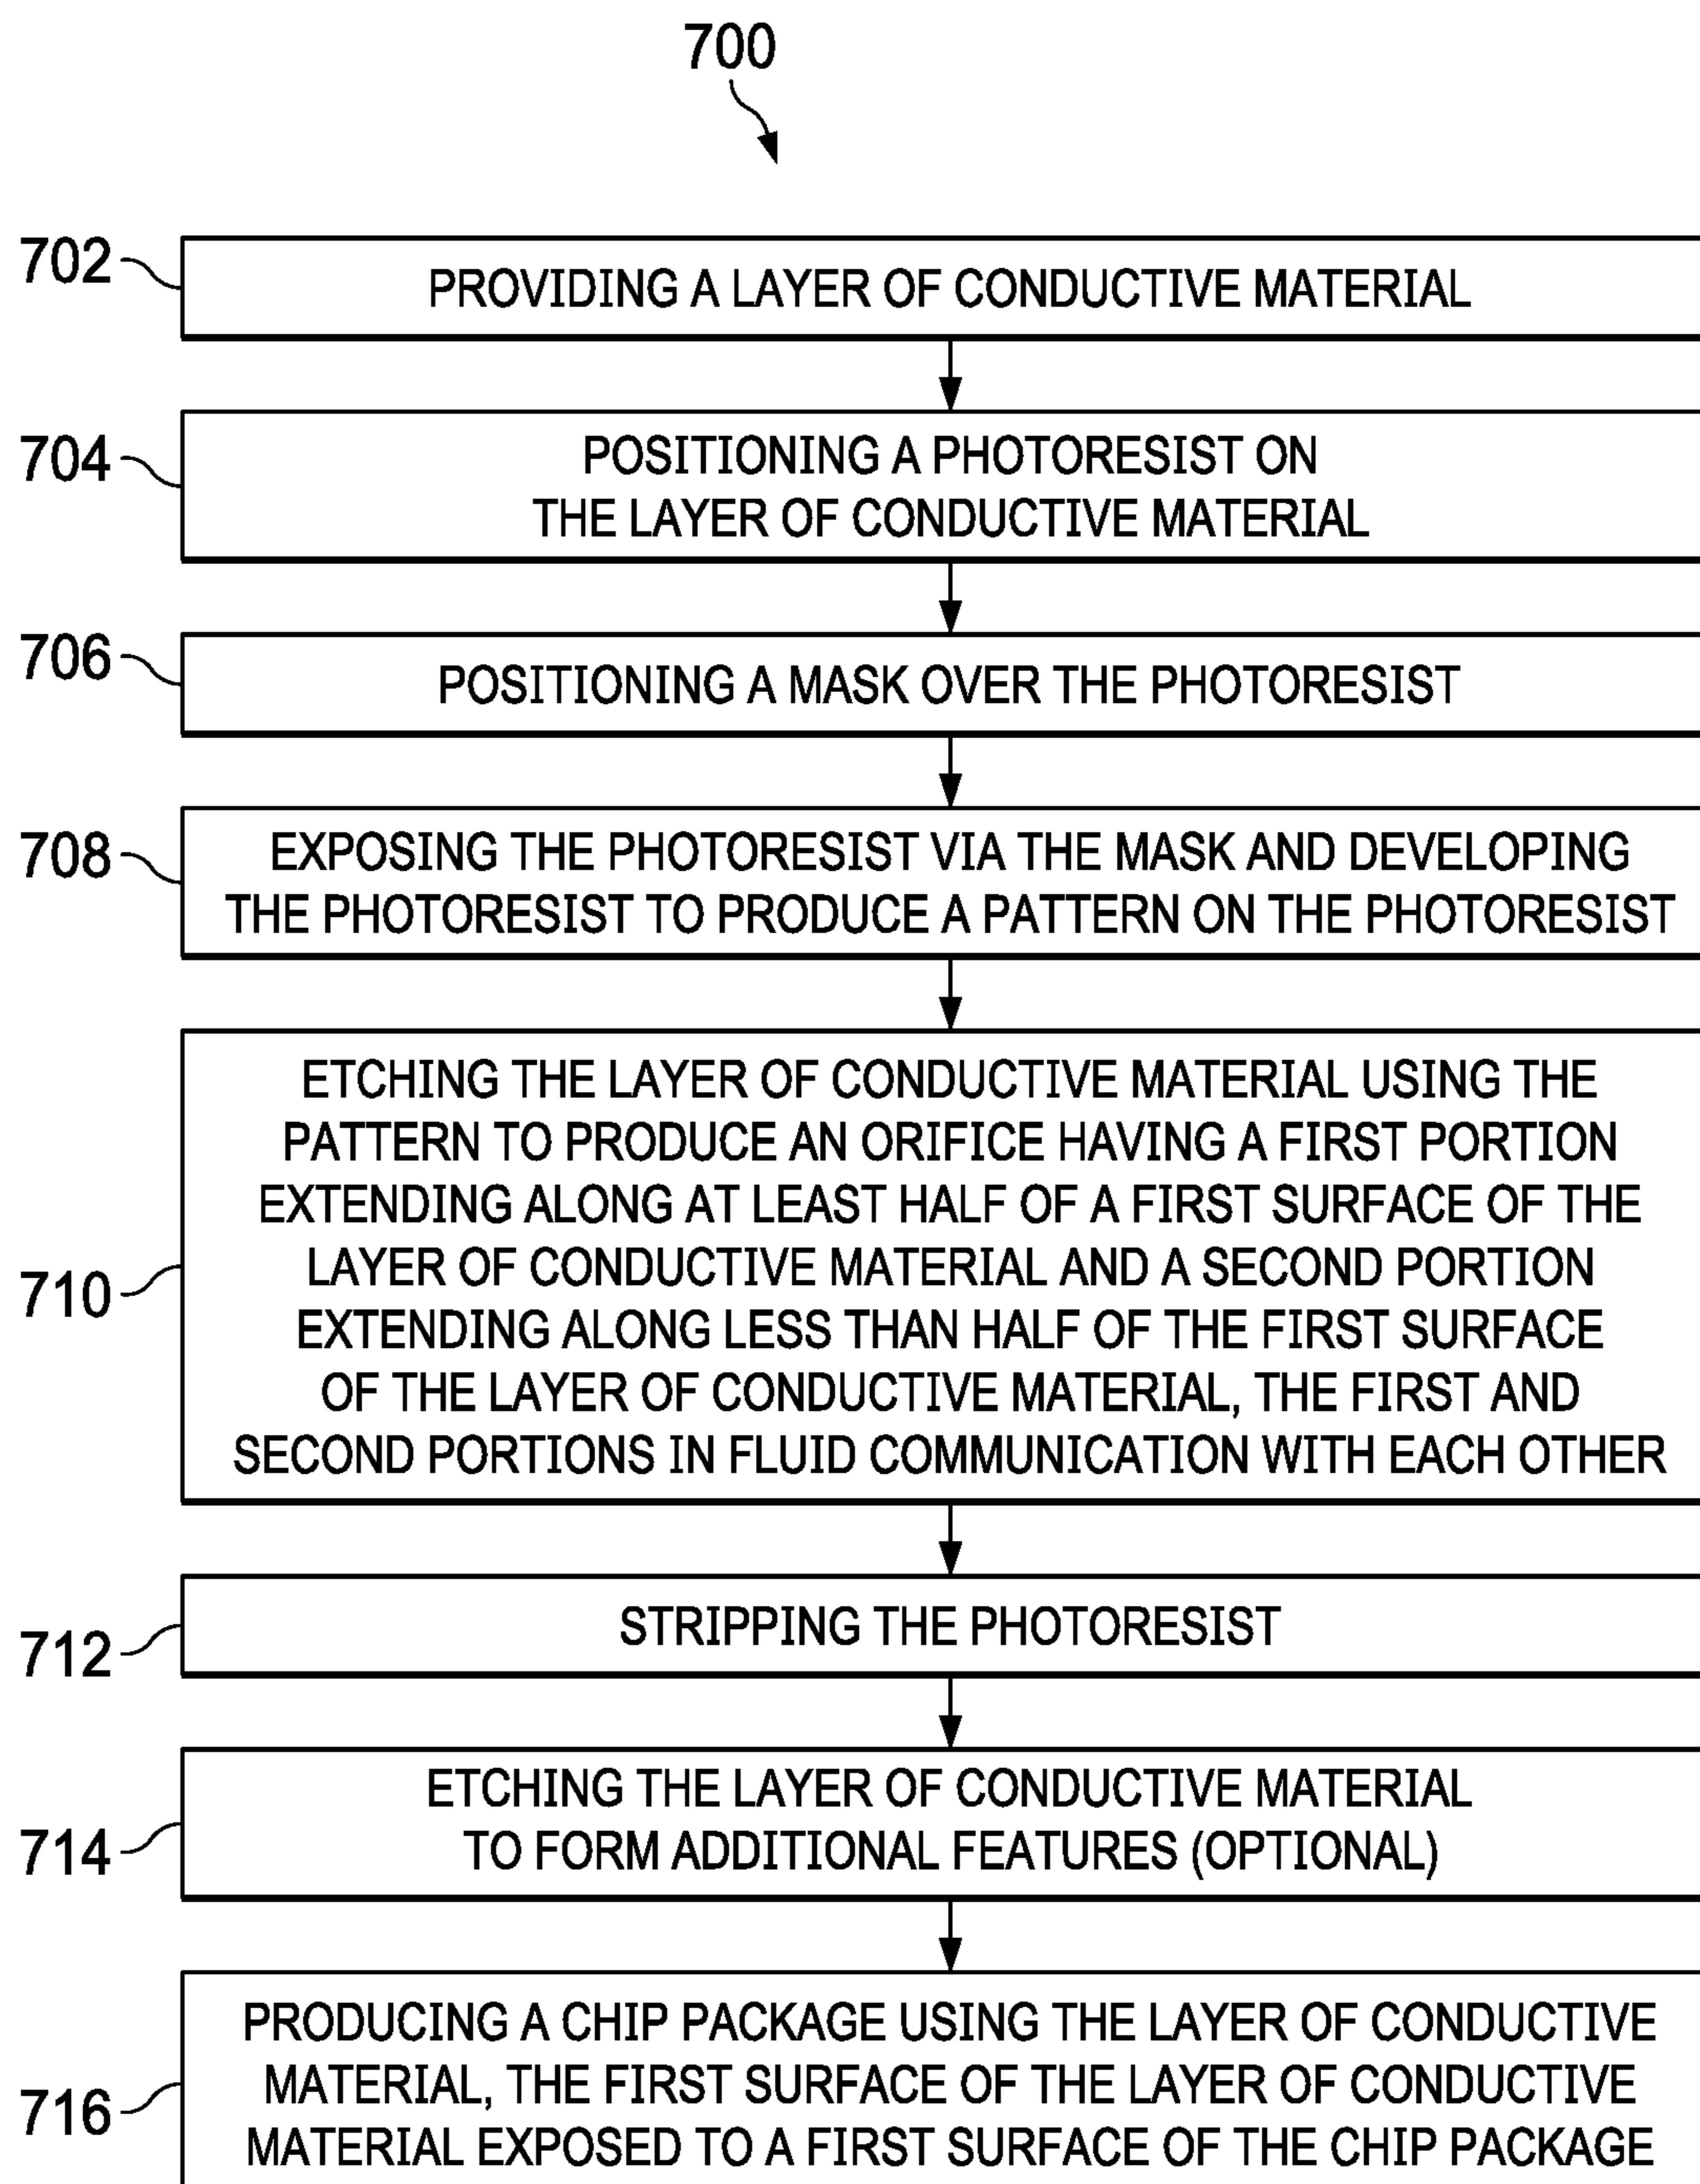 700
702
PROVIDING A LAYER OF CONDUCTIVE MATERIAL
704
POSITIONING A PHOTORESIST ON
THE LAYER OF CONDUCTIVE MATERIAL
706
POSITIONING A MASK OVER THE PHOTORESIST
708
EXPOSING THE PHOTORESIST VIA THE MASK AND DEVELOPING
THE PHOTORESIST TO PRODUCE A PATTERN ON THE PHOTORESIST
710
ETCHING THE LAYER OF CONDUCTIVE MATERIAL USING THE
PATTERN TO PRODUCE AN ORIFICE HAVING A FIRST PORTION
EXTENDING ALONG AT LEAST HALF OF A FIRST SURFACE OF THE
LAYER OF CONDUCTIVE MATERIAL AND A SECOND PORTION
EXTENDING ALONG LESS THAN HALF OF THE FIRST SURFACE
OF THE LAYER OF CONDUCTIVE MATERIAL, THE FIRST AND
SECOND PORTIONS IN FLUID COMMUNICATION WITH EACH OTHER
712
STRIPPING THE PHOTORESIST
714
ETCHING THE LAYER OF CONDUCTIVE MATERIAL
TO FORM ADDITIONAL FEATURES (OPTIONAL)
716
PRODUCING A CHIP PACKAGE USING THE LAYER OF CONDUCTIVE
MATERIAL, THE FIRST SURFACE OF THE LAYER OF CONDUCTIVE
MATERIAL EXPOSED TO A FIRST SURFACE OF THE CHIP PACKAGE